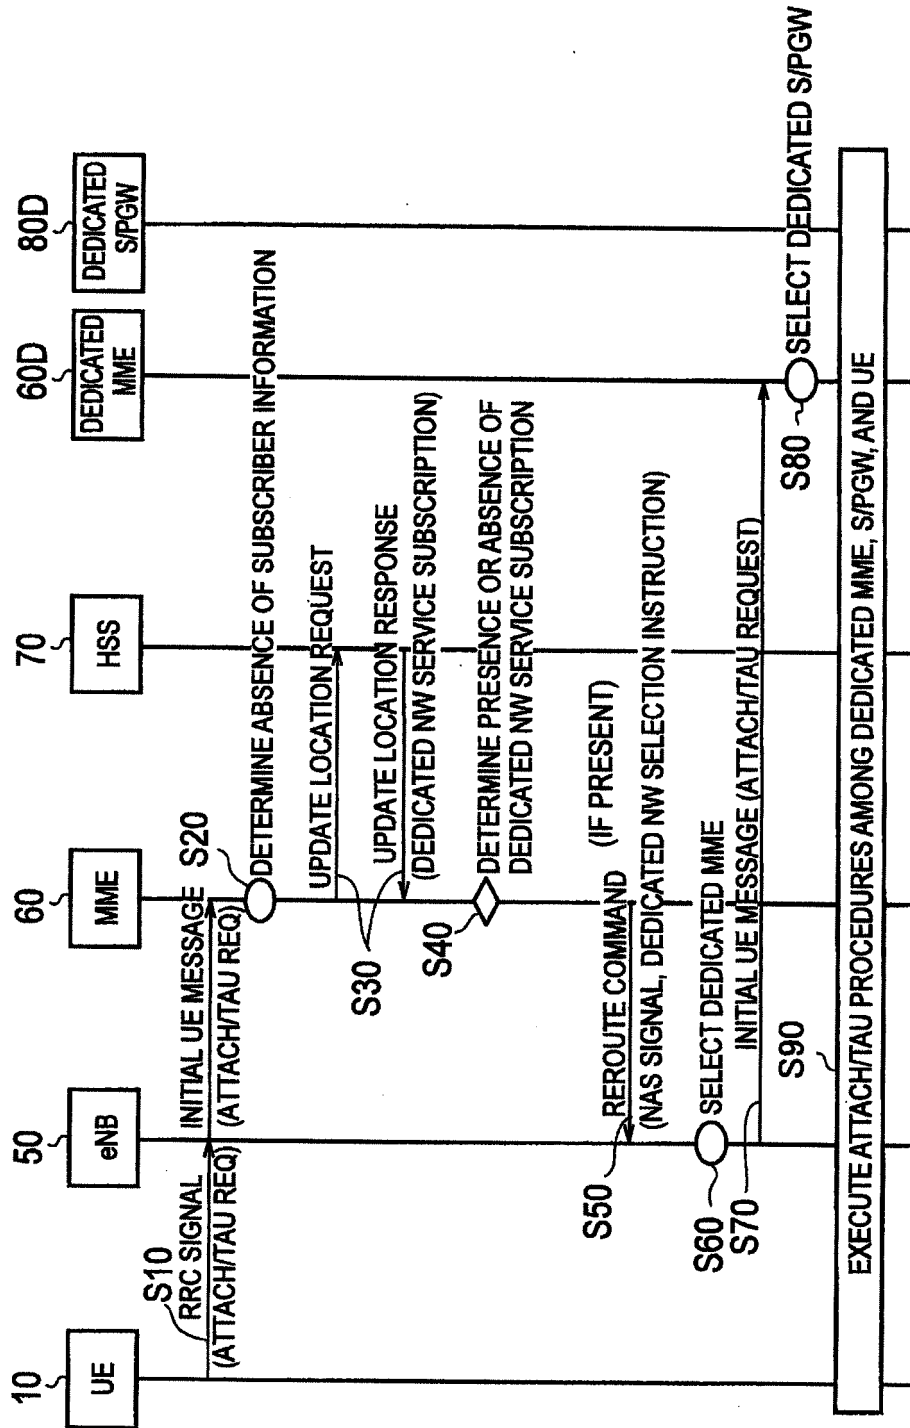 10
UE
50
eNB
60
MME
70
HSS
60D
DEDICATED
MME
80D
DEDICATED
S/PGW
S10
RRC SIGNAL
(ATTACH/TAU REQ)
INITIAL UE MESSAGE
(ATTACH/TAU REQ)
S20
DETERMINE ABSENCE OF SUBSCRIBER INFORMATION
UPDATE LOCATION REQUEST
S30
UPDATE LOCATION RESPONSE
(DEDICATED NW SERVICE SUBSCRIPTION)
S40
DETERMINE PRESENCE OR ABSENCE OF
DEDICATED NW SERVICE SUBSCRIPTION
S50
REROUTE COMMAND (IF PRESENT)
(NAS SIGNAL, DEDICATED NW SELECTION INSTRUCT)
S60
SELECT DEDICATED MME
S70
INITIAL UE MESSAGE (ATTACH/TAU REQUEST)
S80
SELECT DEDICATED S/PGW
S90
EXECUTE ATTACH/TAU PROCEDURES AMONG DEDICATED MME, S/PGW, AND UE